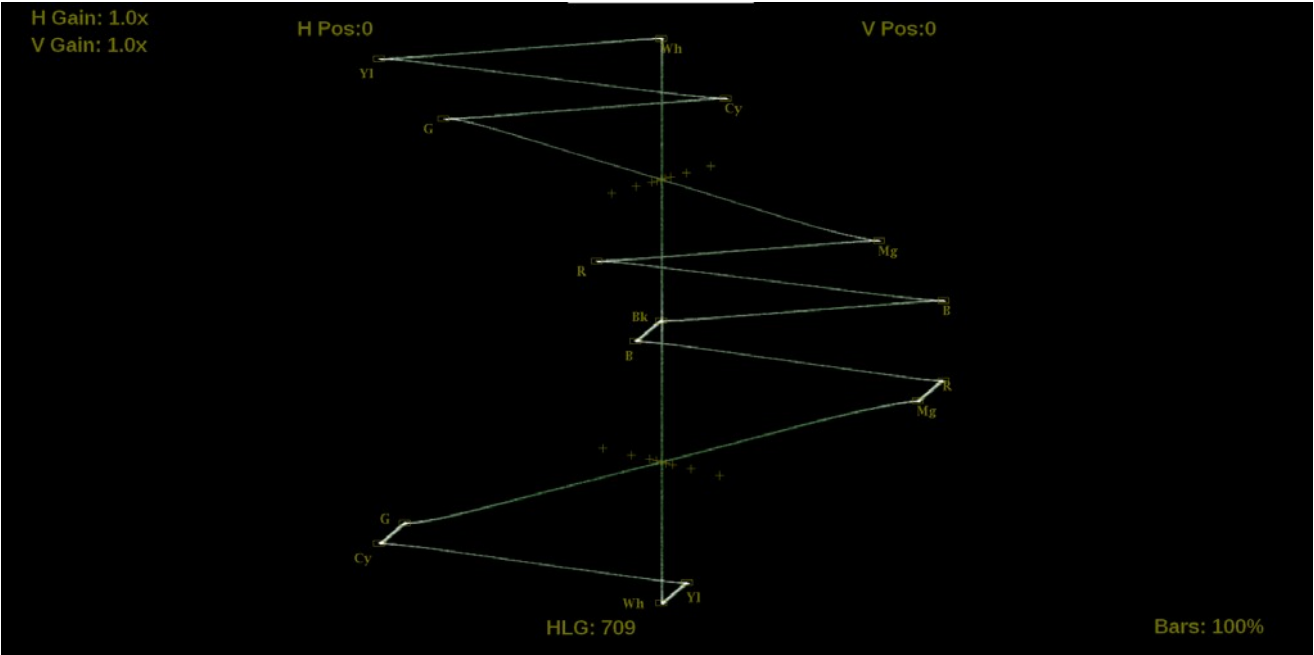 H Gain: 1.0x
V Gain: 1.0x
H Pos:0
V Pos:0
Wh
Yl
Cy
G
Mg
R
B
Bk
B
R
Mg
G
Cy
Yl
Wh
HLG: 709
Bars: 100%